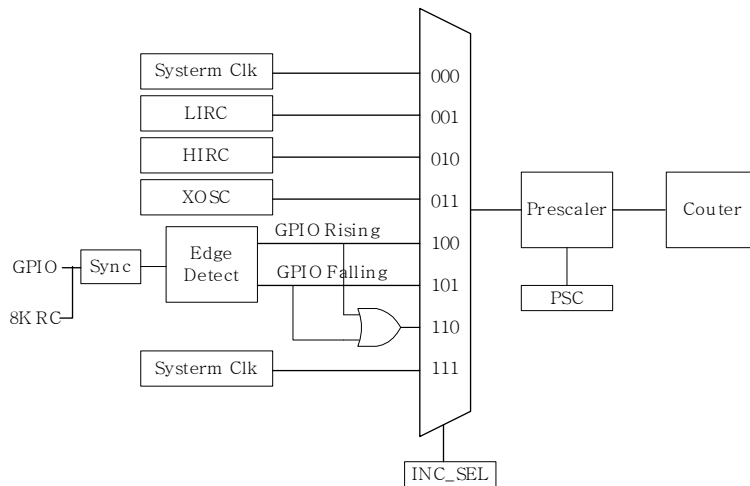 Systerm Clk
000
LIRC
001
HIRC
010
XOSC
011
Prescaler
Couter
GPIO Rising
100
GPIO
Sync
Edge
Detect
GPIO Falling
101
PSC
8K RC
110
Systerm Clk
111
INC_SEL